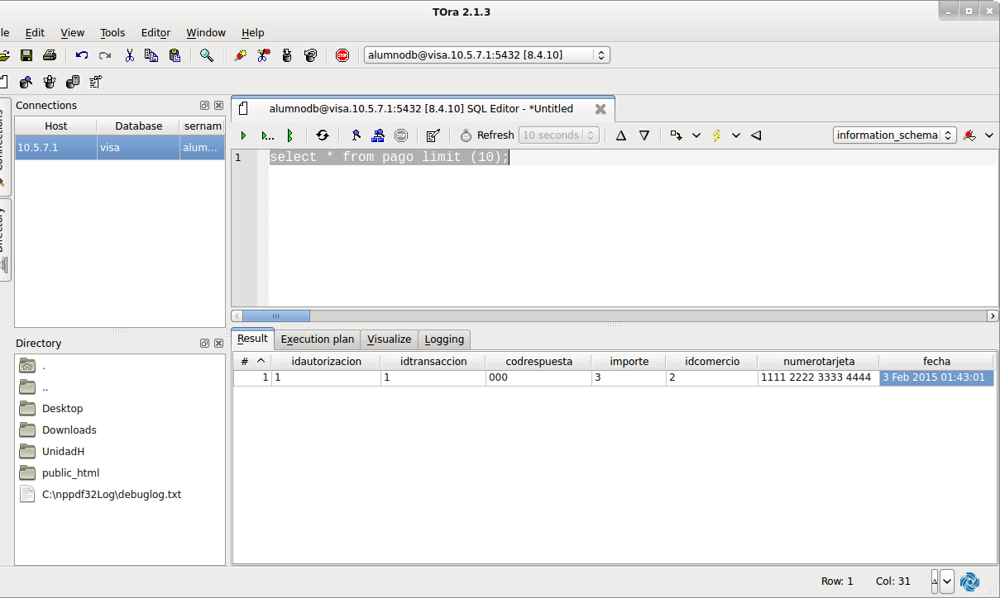 TOra 2.1.3
le Edit View Tools Editor Window Help
alumnodb@visa.10.5.7.1:5432 [8.4.10]
Connections
Host Database sernam
10.5.7.1 visa alum...
alumnodb@visa.10.5.7.1:5432 [8.4.10] SQL Editor - *Untitled
Refresh 10 seconds information_schema
1 select * from pago limit (10);
Directory
.
..
Desktop
Downloads
UnidadH
public_html
C:\nppdf32Log\debuglog.txt
Result Execution plan Visualize Logging
# idautorizacion idtransaccion codrespuesta importe idcomercio numerotarjeta fecha
1 1 1 000 3 2 1111 2222 3333 4444 3 Feb 2015 01:43:01
Row: 1 Col: 31